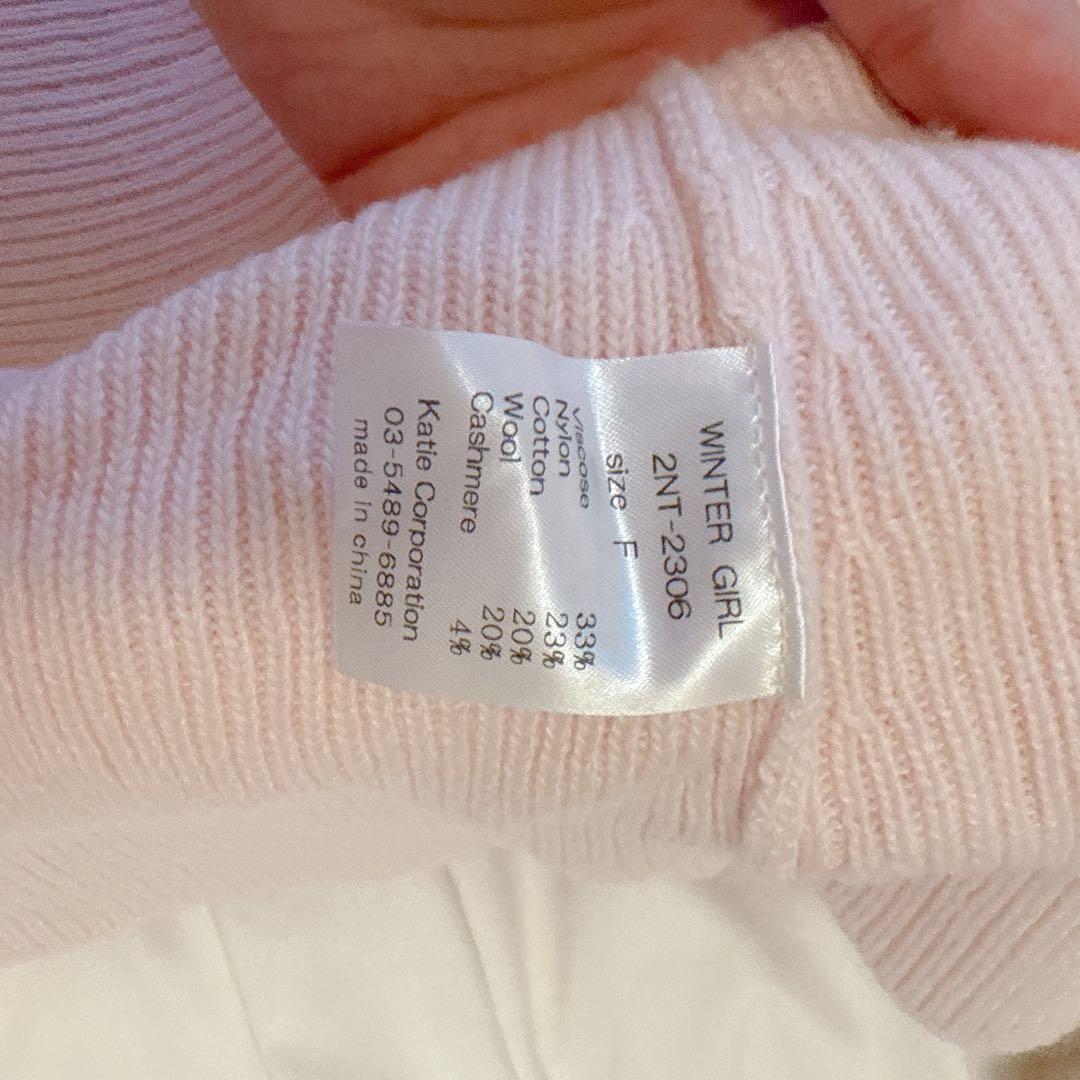 WINTER GIRL
2NT-2306
size F
Viscose 33%
Nylon 23%
Cotton 20%
Wool 20%
Cashmere 4%
Katie Corporation
03-5489-6885
made in china